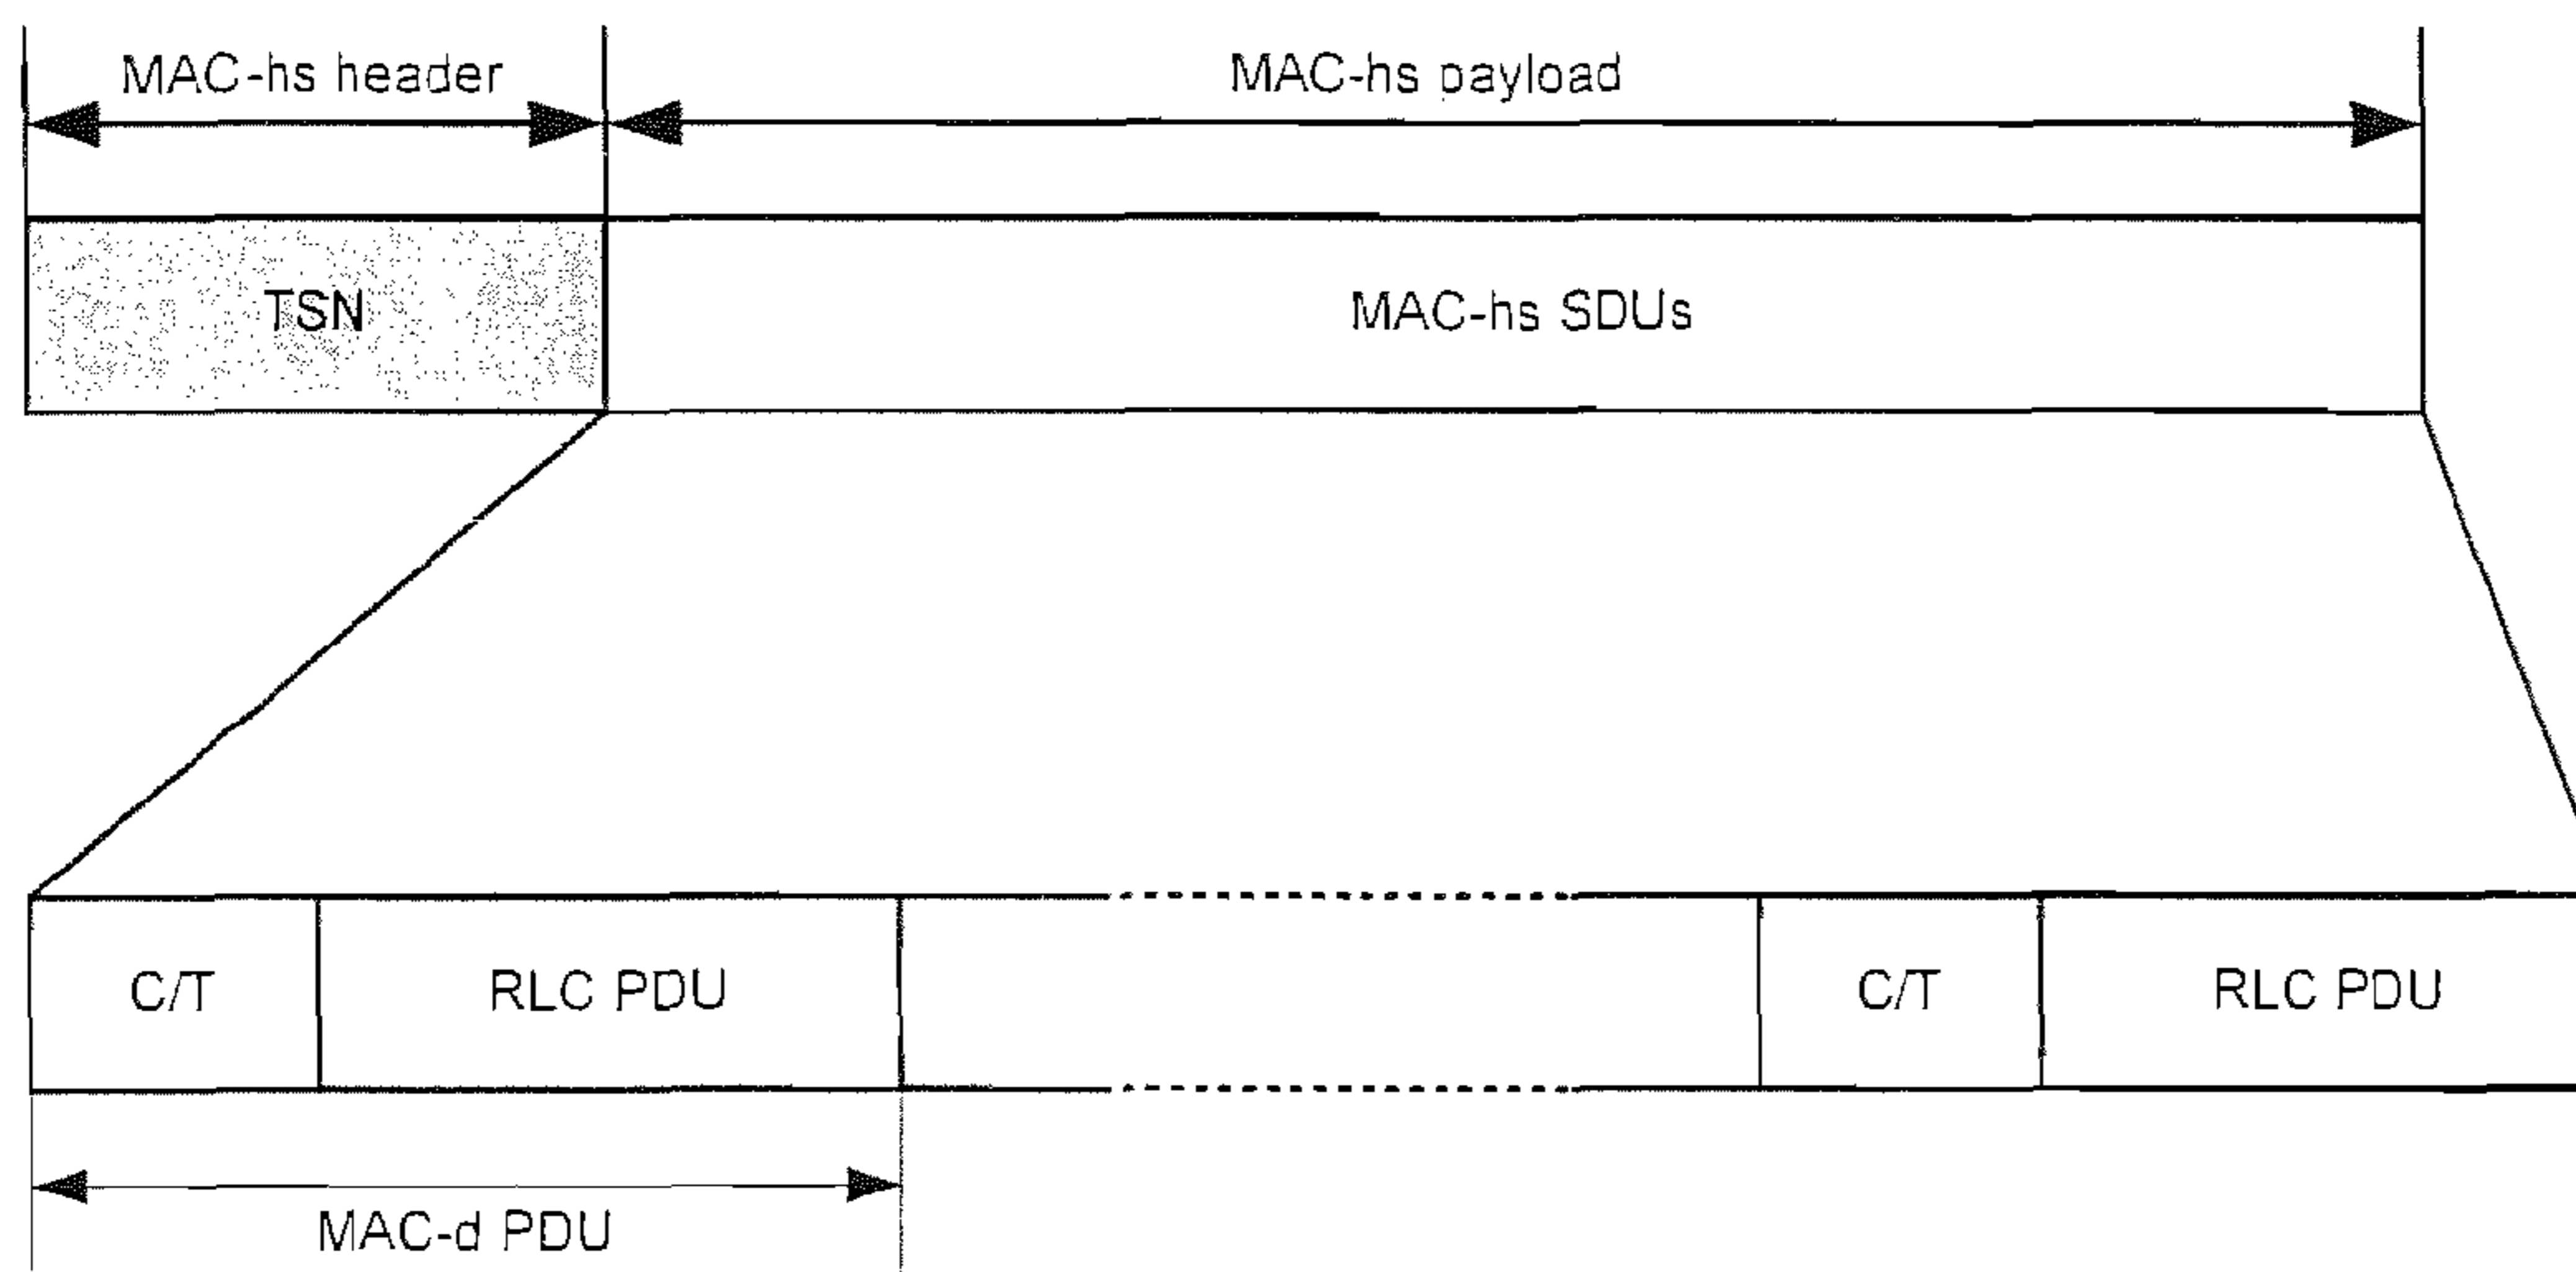 MAC-hs header
MAC-hs payload
TSN
MAC-hs SDUs
C/T
RLC PDU
C/T
RLC PDU
MAC-d PDU